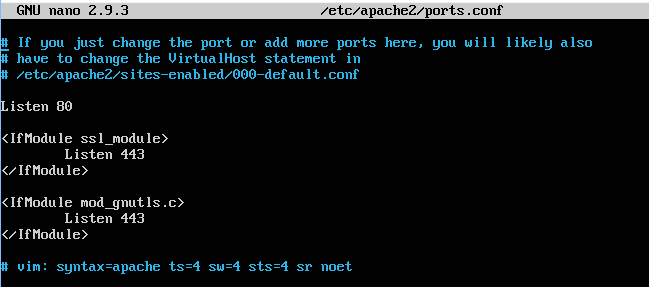 GNU nano 2.9.3 /etc/apache2/ports.conf
# If you just change the port or add more ports here, you will likely also
# have to change the VirtualHost statement in
# /etc/apache2/sites-enabled/000-default.conf
Listen 80
<IfModule ssl_module>
Listen 443
</IfModule>
<IfModule mod_gnutls.c>
Listen 443
</IfModule>
# vim: syntax=apache ts=4 sw=4 sts=4 sr noet